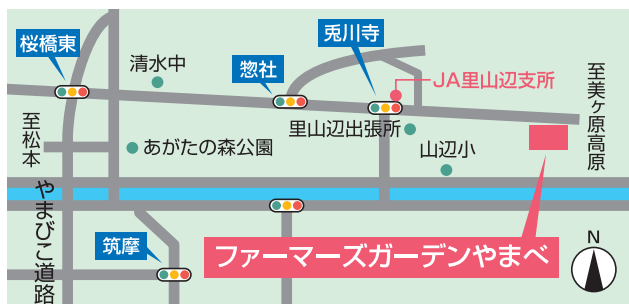 桜橋東
清水中
惣社
兎川寺
JA里山辺支所
至美ヶ原高原
至松本
あがたの森公園
里山辺出張所
山辺小
やまびこ道路
筑摩
ファーマーズガーデンやまべ
N